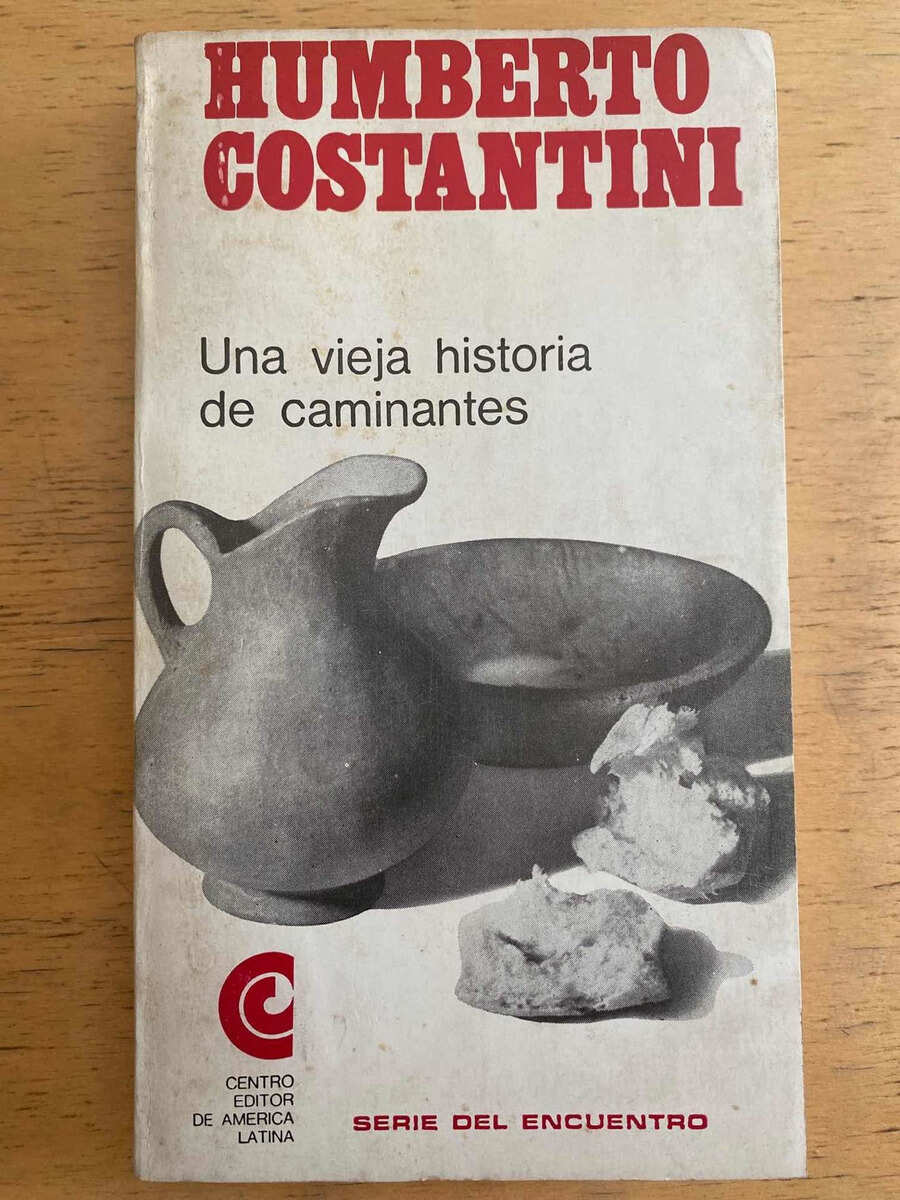 HUMBERTO
COSTANTINI
Una vieja historia
de caminantes
CENTRO
EDITOR
DE AMERICA
LATINA
SERIE DEL ENCUENTRO